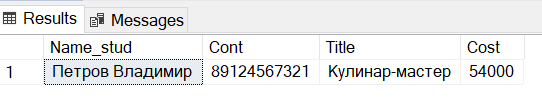 Results Messages
Name_stud Cont Title Cost
1 Петров Владимир 89124567321 Кулинар-мастер 54000